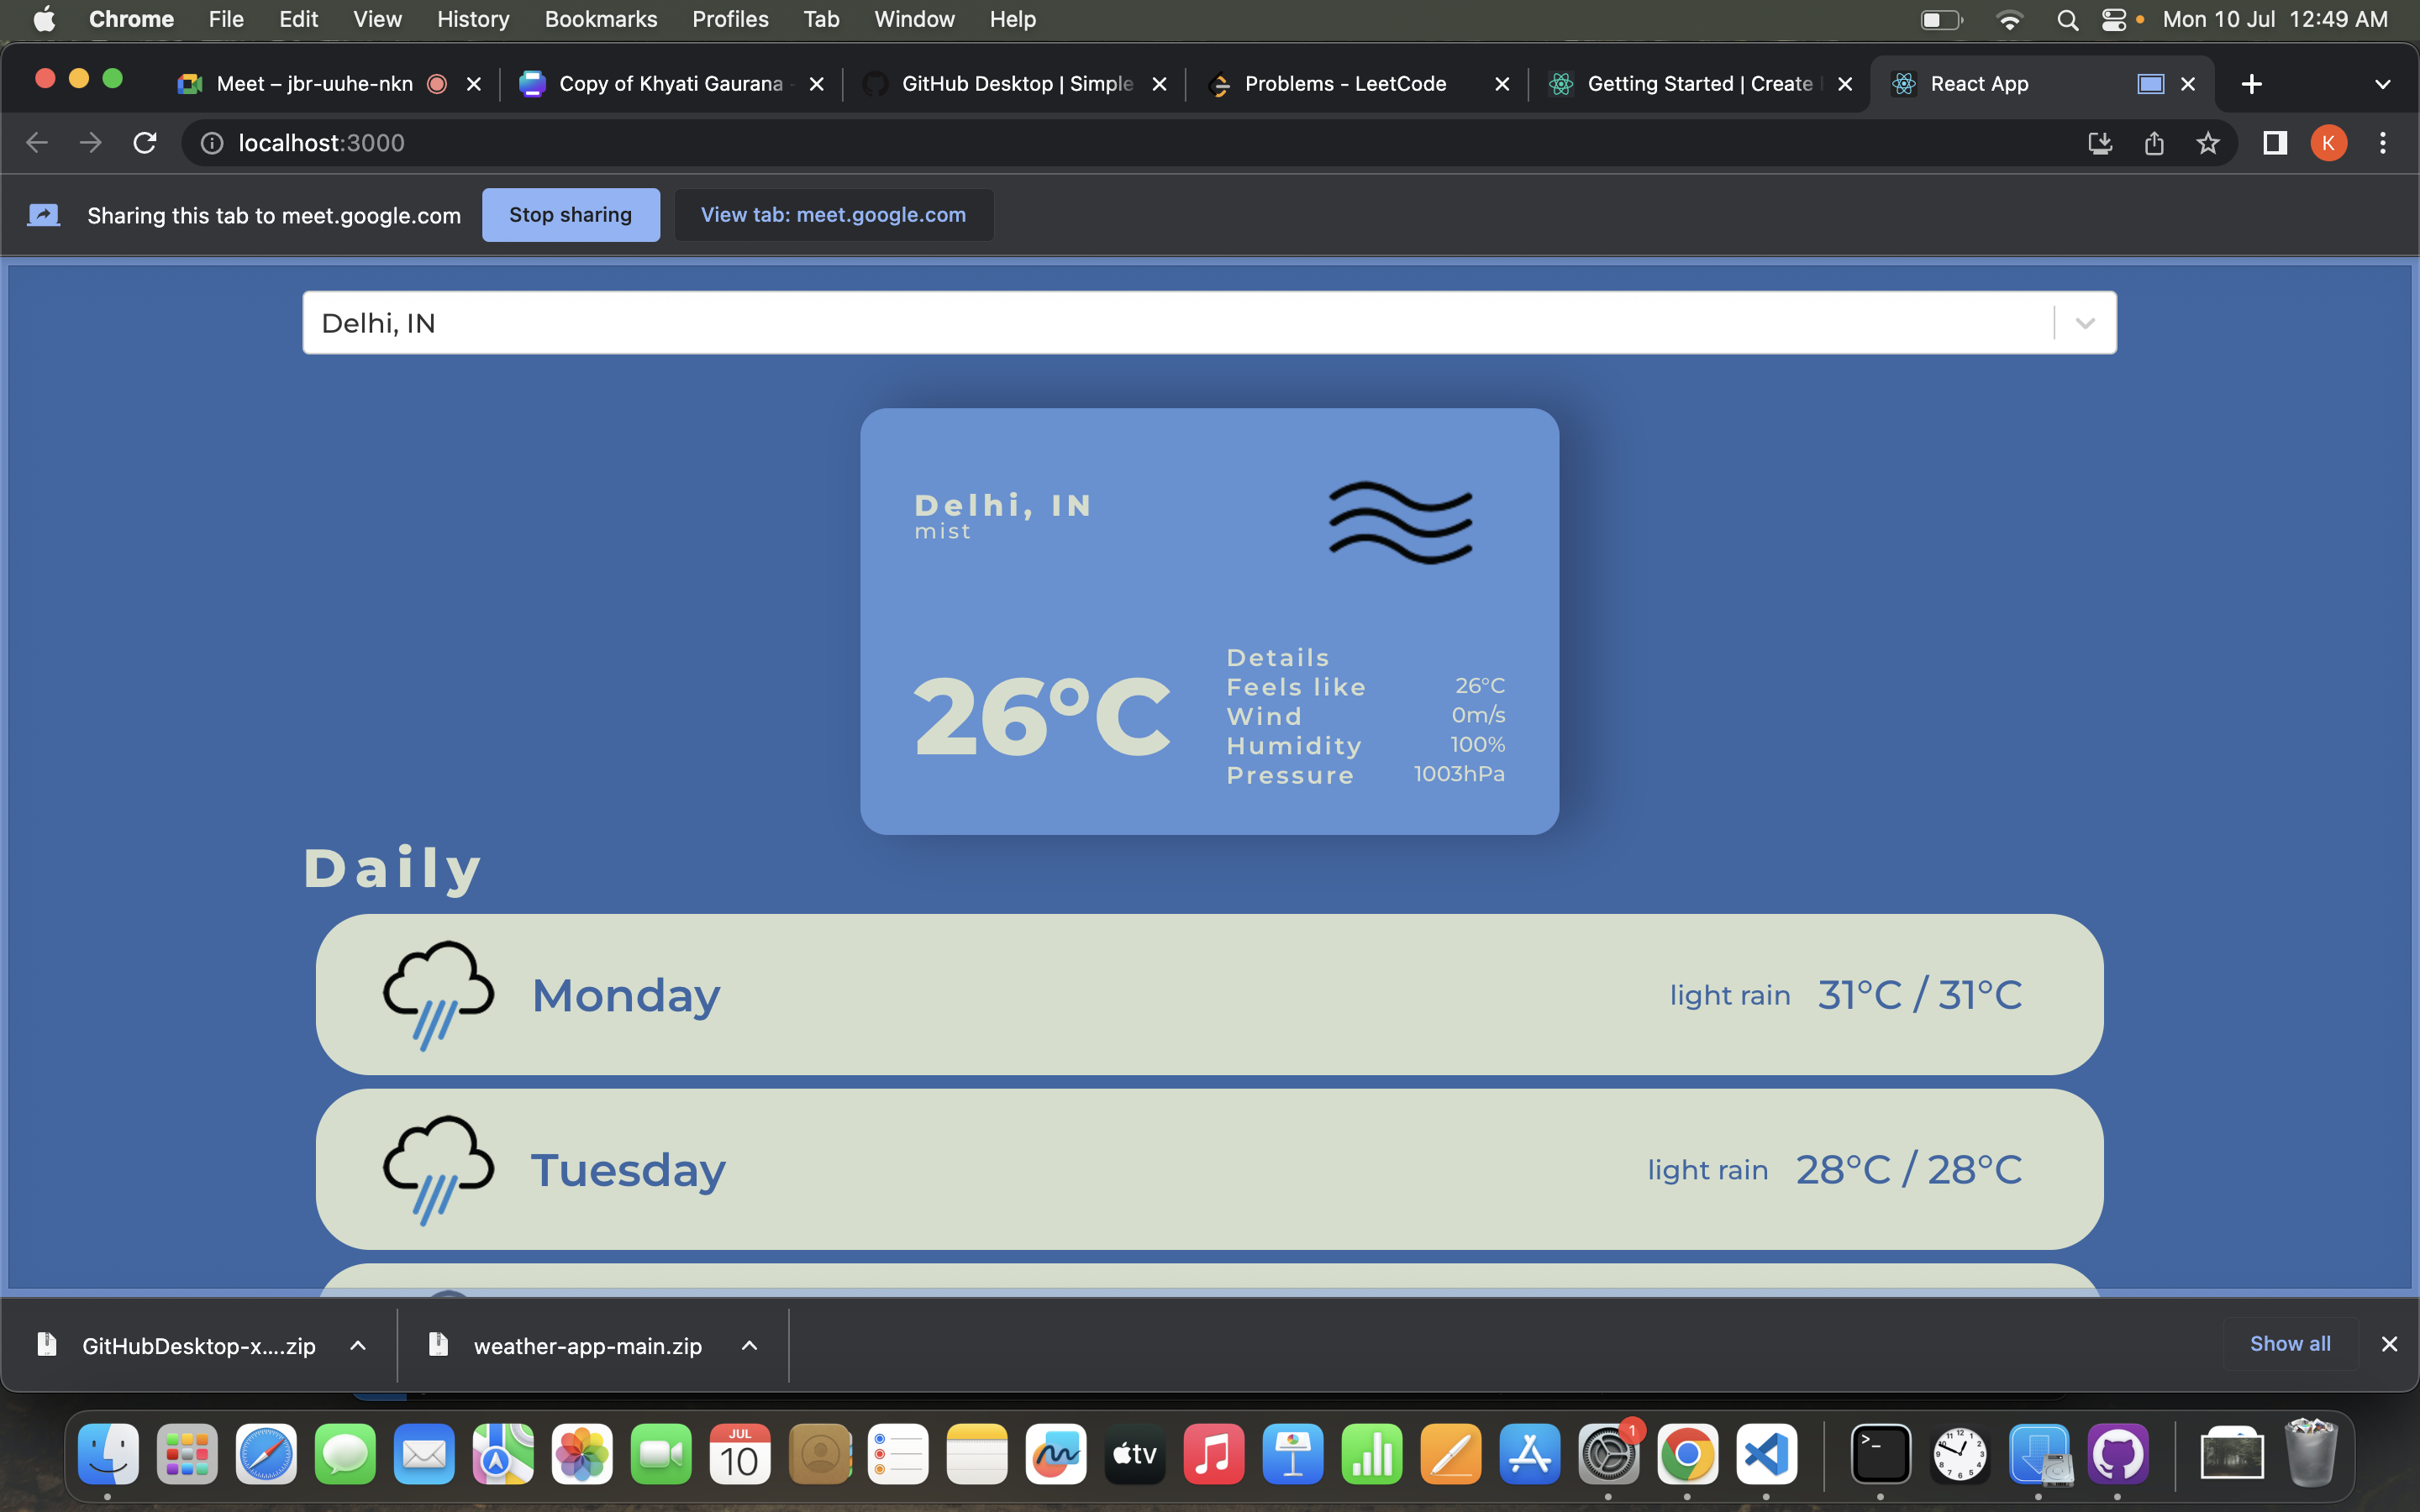 Chrome File Edit View History Bookmarks Profiles Tab Window Help Mon 10 Jul 12:49 AM
Meet – jbr-uuhe-nkn Copy of Khyati Gaurana - GitHub Desktop | Simple Problems - LeetCode Getting Started | Create React App
localhost:3000 K
Sharing this tab to meet.google.com Stop sharing View tab: meet.google.com
Delhi, IN
Delhi, IN
mist
26°C
Details
Feels like 26°C
Wind 0m/s
Humidity 100%
Pressure 1003hPa
Daily
Monday light rain 31°C / 31°C
Tuesday light rain 28°C / 28°C
GitHubDesktop-x....zip weather-app-main.zip Show all
JUL
10
tv
1
>_